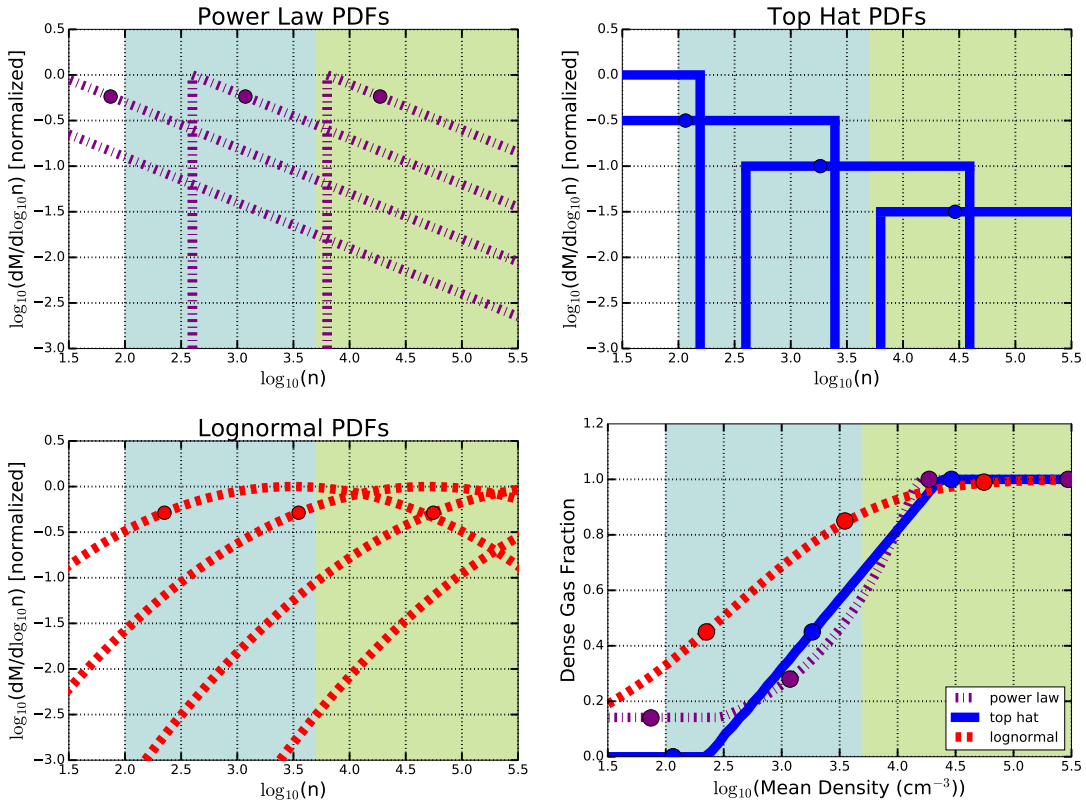 Power Law PDFs
log₁₀(dM/dlog₁₀n) [normalized]
0.5
0.0
−0.5
−1.0
−1.5
−2.0
−2.5
−3.0
1.5 2.0 2.5 3.0 3.5 4.0 4.5 5.0 5.5
log₁₀(n)
Top Hat PDFs
log₁₀(dM/dlog₁₀n) [normalized]
0.5
0.0
−0.5
−1.0
−1.5
−2.0
−2.5
−3.0
1.5 2.0 2.5 3.0 3.5 4.0 4.5 5.0 5.5
log₁₀(n)
Lognormal PDFs
log₁₀(dM/dlog₁₀n) [normalized]
0.5
0.0
−0.5
−1.0
−1.5
−2.0
−2.5
−3.0
1.5 2.0 2.5 3.0 3.5 4.0 4.5 5.0 5.5
log₁₀(n)
Dense Gas Fraction
1.2
1.0
0.8
0.6
0.4
0.2
0.0
power law
top hat
lognormal
1.5 2.0 2.5 3.0 3.5 4.0 4.5 5.0 5.5
log₁₀(Mean Density (cm⁻³))